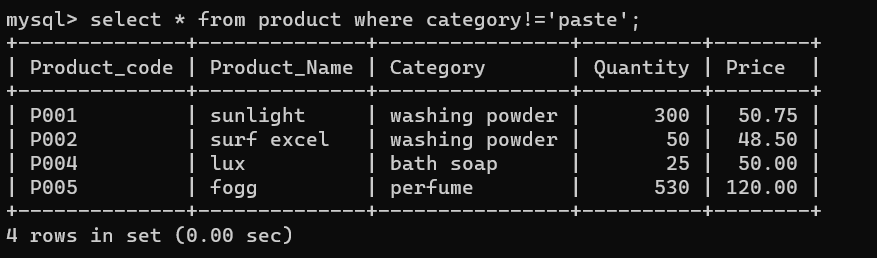 mysql> select * from product where category!='paste';
+--------------+--------------+----------------+----------+--------+
| Product_code | Product_Name | Category       | Quantity | Price  |
+--------------+--------------+----------------+----------+--------+
| P001         | sunlight     | washing powder |      300 |  50.75 |
| P002         | surf excel   | washing powder |       50 |  48.50 |
| P004         | lux          | bath soap      |       25 |  50.00 |
| P005         | fogg         | perfume        |      530 | 120.00 |
+--------------+--------------+----------------+----------+--------+
4 rows in set (0.00 sec)